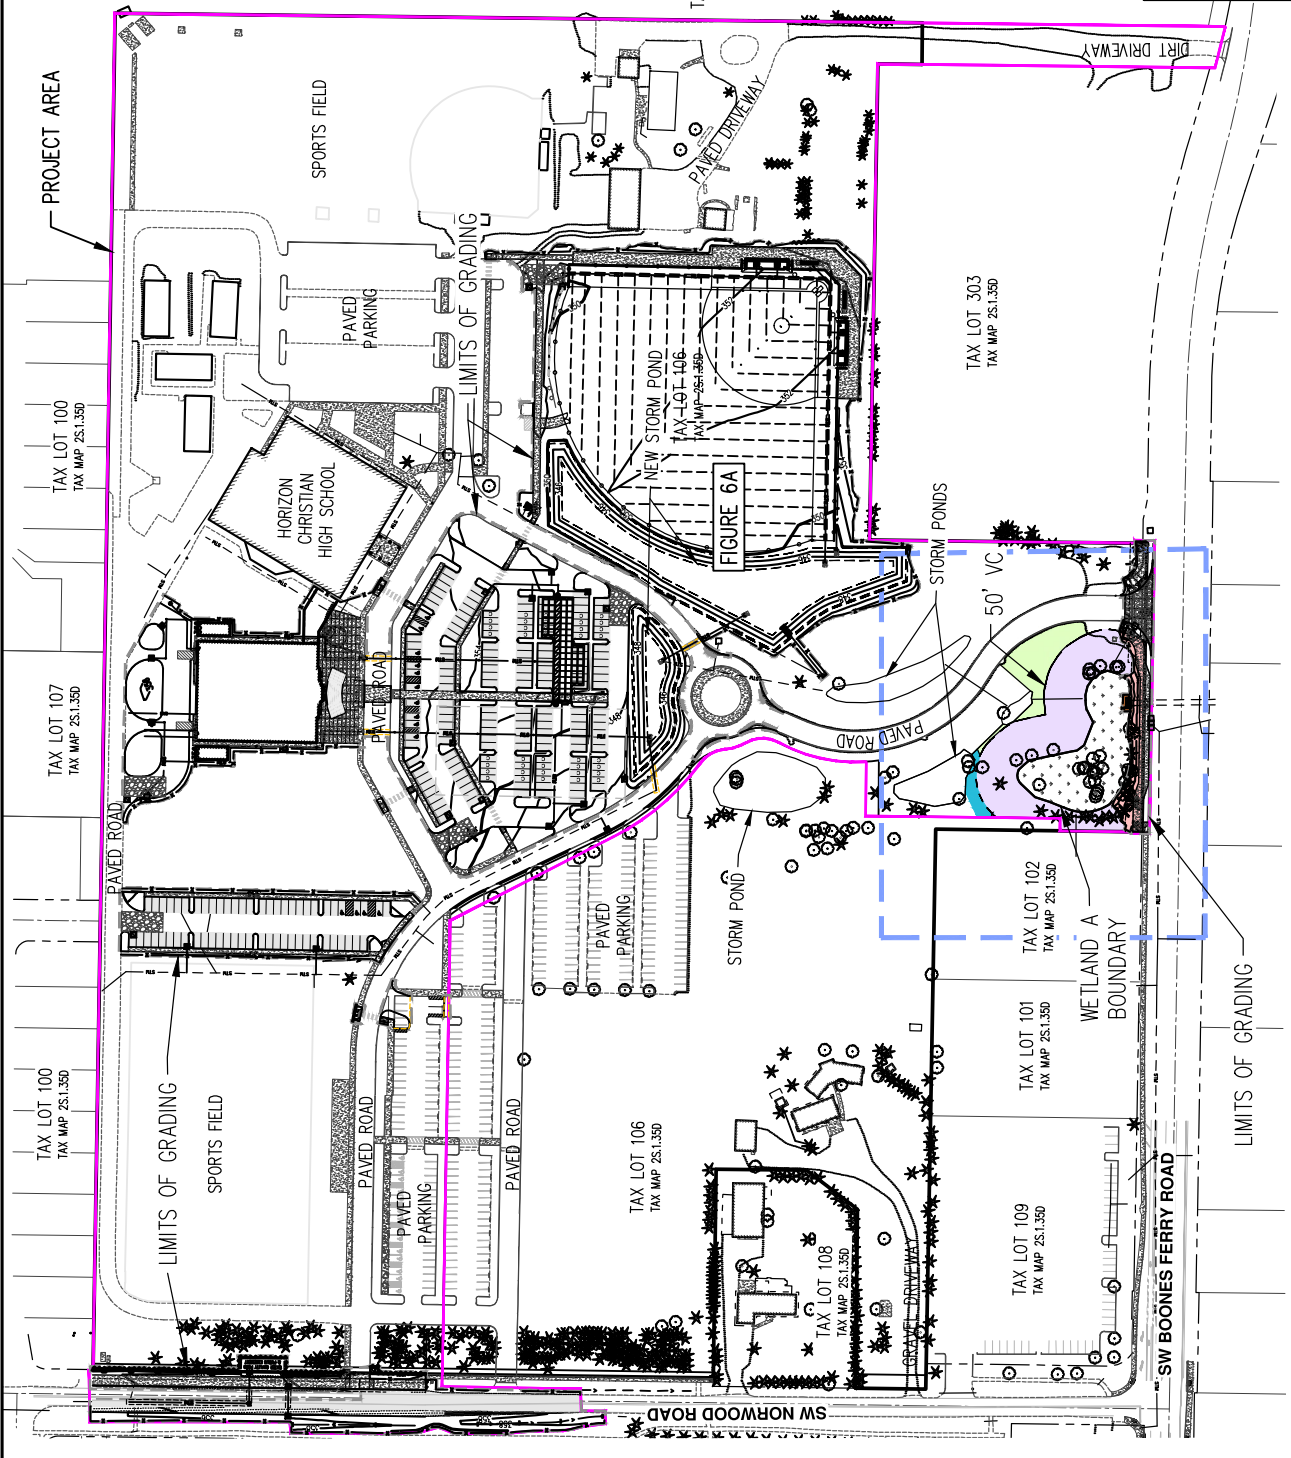 PROJECT AREA
SPORTS FIELD
DIRT DRIVEWAY
PAVED DRIVEWAY
LIMITS OF GRADING
PAVED
PARKING
TAX LOT 100
TAX MAP 2S.1.35D
HORIZON
CHRISTIAN
HIGH SCHOOL
NEW STORM POND
TAX LOT 106
TAX MAP 2S.1.35D
FIGURE 6A
TAX LOT 303
TAX MAP 2S.1.35D
STORM PONDS
50' VC
TAX LOT 107
TAX MAP 2S.1.35D
PAVED ROAD
PAVED ROAD
PAVED ROAD
STORM POND
PAVED
PARKING
TAX LOT 102
TAX MAP 2S.1.35D
WETLAND A
BOUNDARY
LIMITS OF GRADING
TAX LOT 101
TAX MAP 2S.1.35D
TAX LOT 100
TAX MAP 2S.1.35D
LIMITS OF GRADING
SPORTS FIELD
PAVED ROAD
PAVED
PARKING
PAVED ROAD
TAX LOT 106
TAX MAP 2S.1.35D
TAX LOT 108
TAX MAP 2S.1.35D
GRAVEL DRIVEWAY
TAX LOT 109
TAX MAP 2S.1.35D
SW BOONES FERRY ROAD
SW NORWOOD ROAD